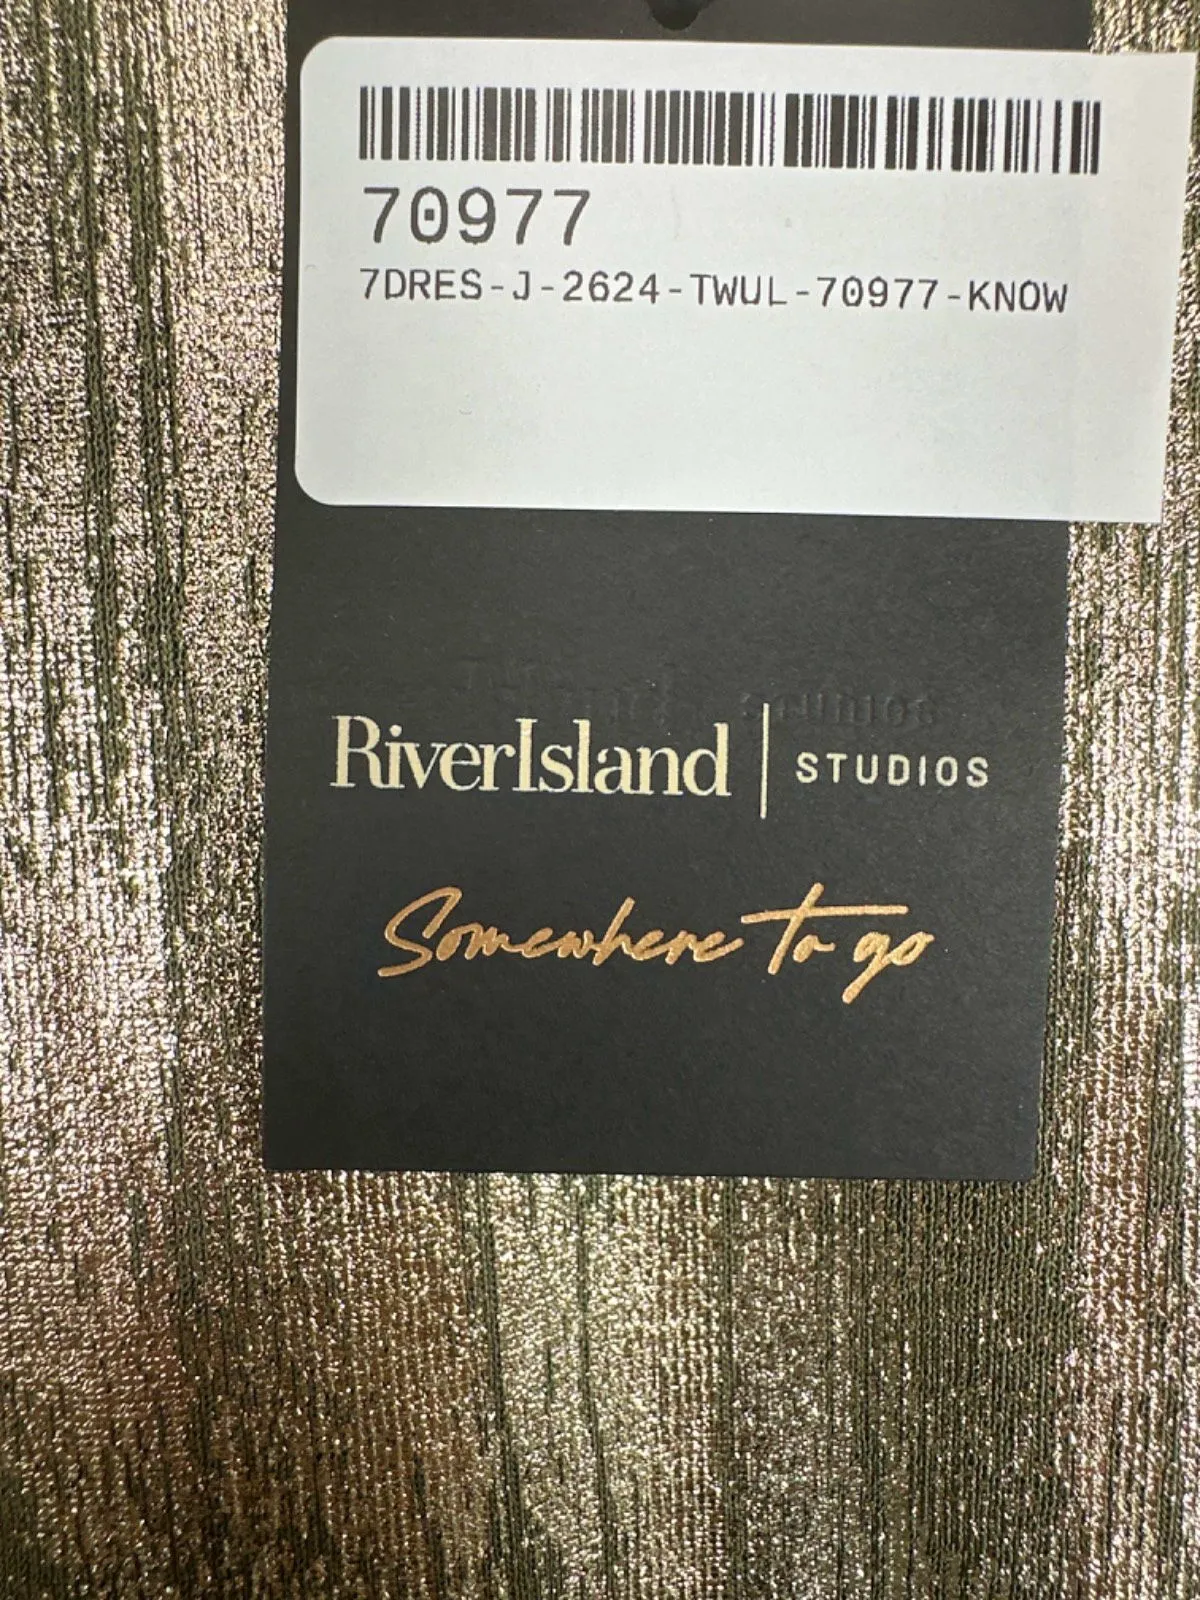 70977
7DRES-J-2624-TWUL-70977-KNOW
RiverIsland | STUDIOS
Somewhere to go